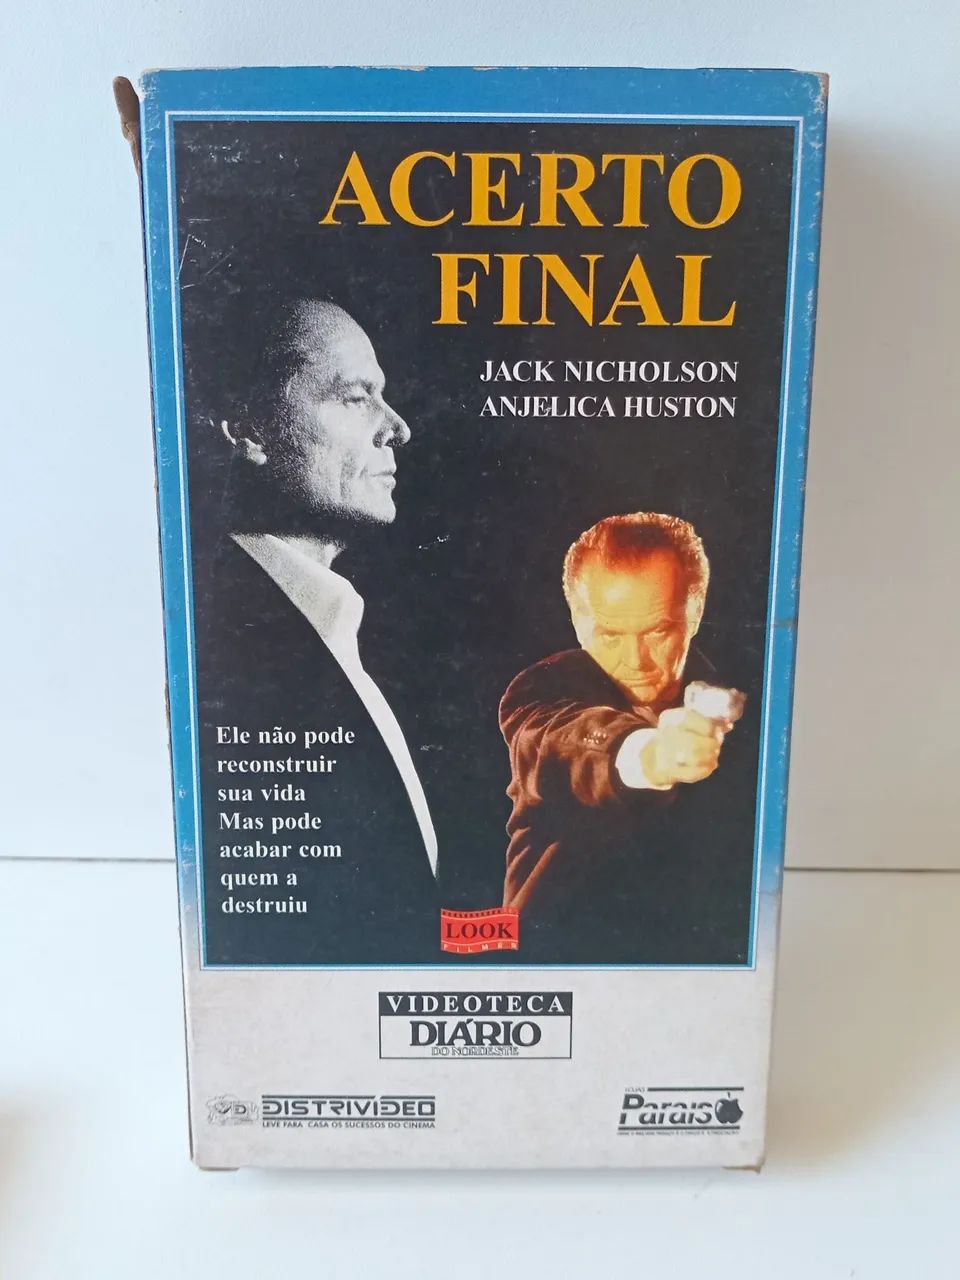 ACERTO
FINAL
JACK NICHOLSON
ANJELICA HUSTON
Ele não pode
reconstruir
sua vida
Mas pode
acabar com
quem a
destruiu
LOOK
FILMES
VIDEOTECA
DIÁRIO
DO NORDESTE
VD DISTRIVIDEO
LEVE PARA CASA OS SUCESSOS DO CINEMA
LOJAS
Paraiso